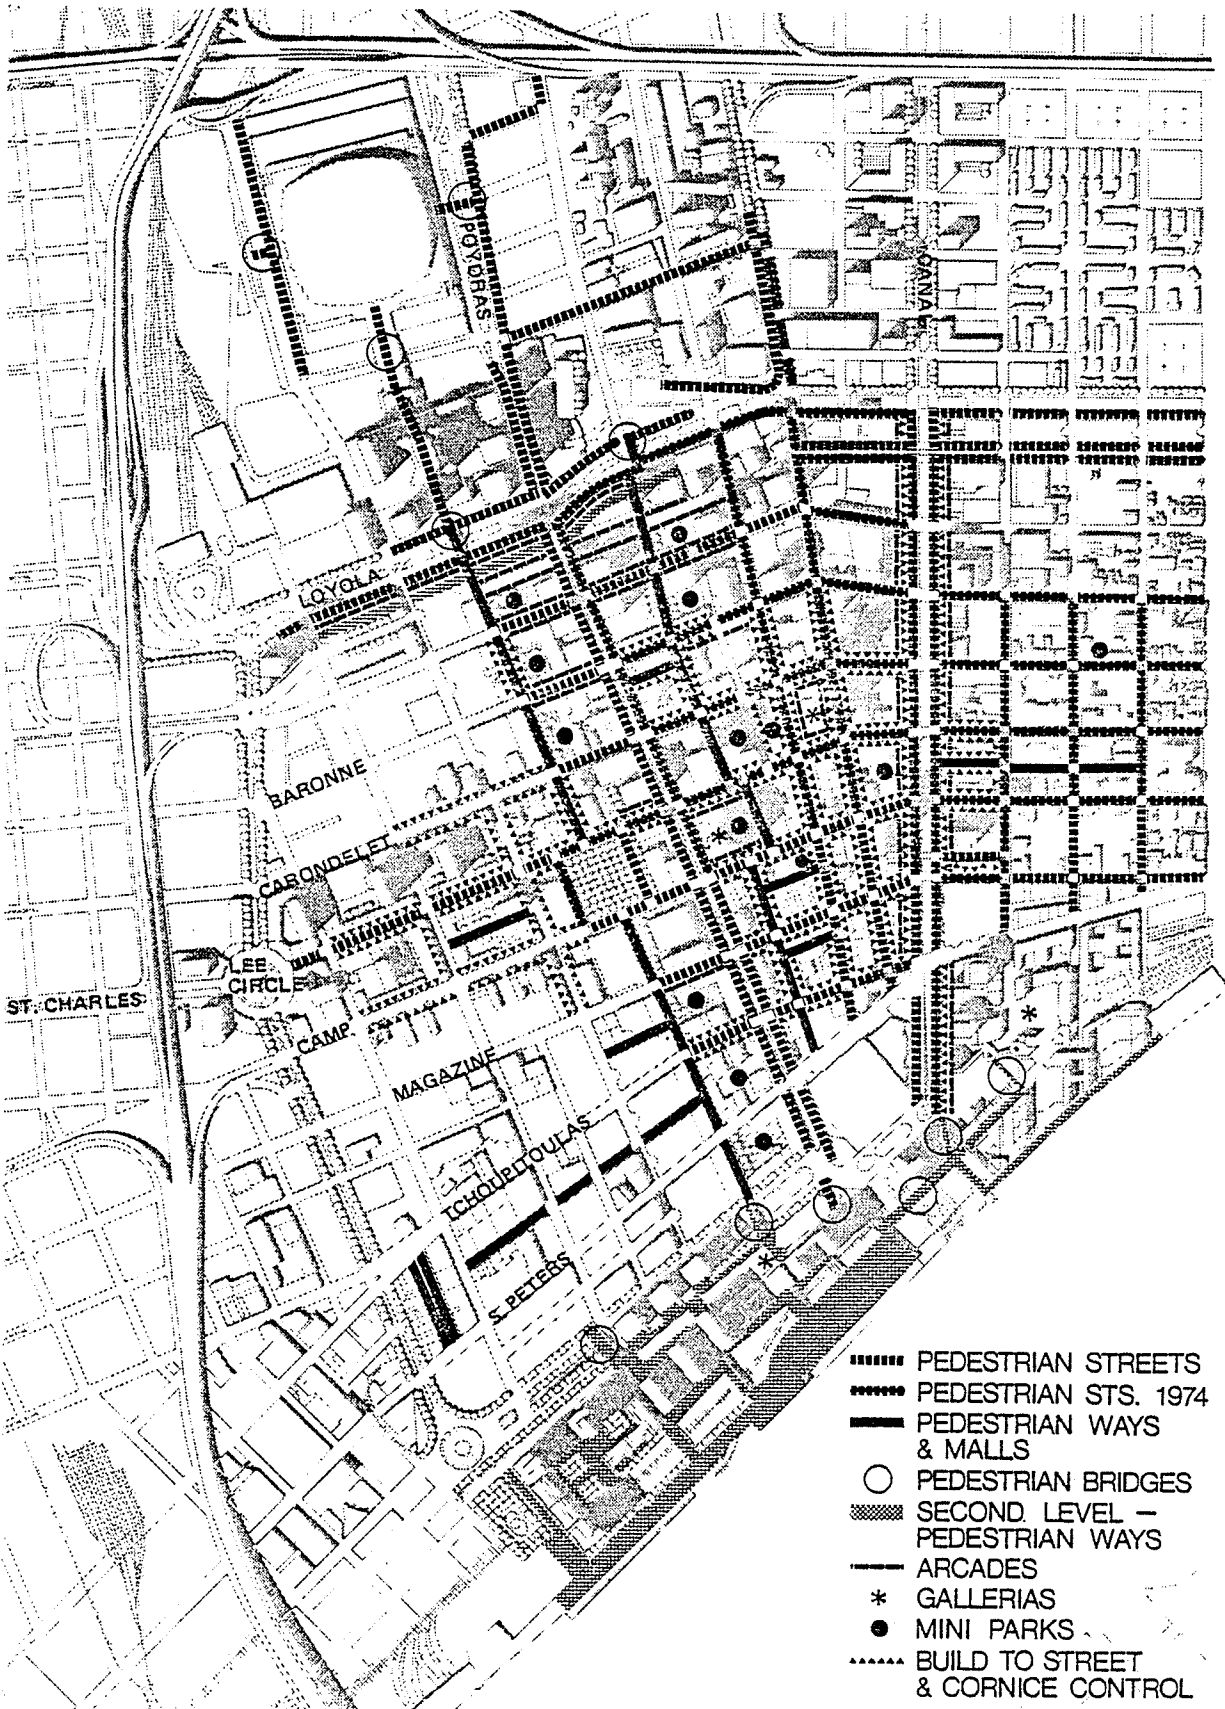 POYDRAS
CANAL
LOYOLA
BARONNE
CARONDELET
LEE
CIRCLE
ST. CHARLES
CAMP
MAGAZINE
TCHOUPITOULAS
S. PETERS
PEDESTRIAN STREETS
PEDESTRIAN STS. 1974
PEDESTRIAN WAYS
& MALLS
PEDESTRIAN BRIDGES
SECOND LEVEL –
PEDESTRIAN WAYS
ARCADES
GALLERIAS
MINI PARKS
BUILD TO STREET
& CORNICE CONTROL